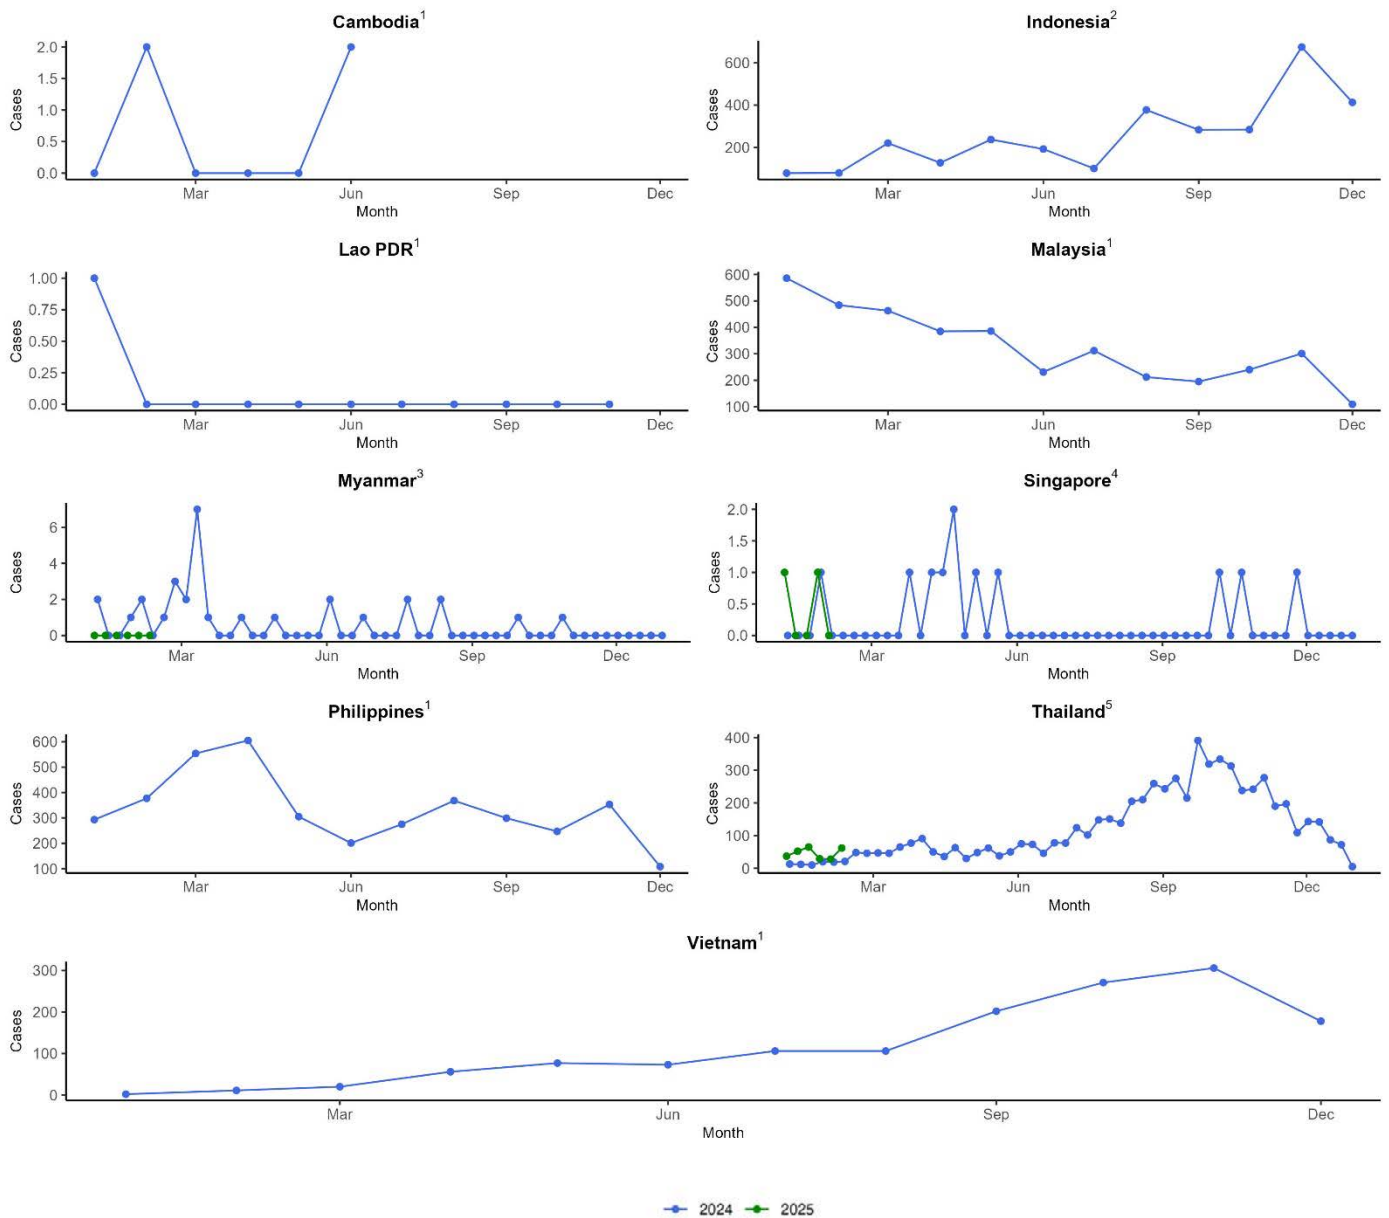 Cambodia1
2.0
1.5
1.0
0.5
0.0
Cases
Mar Jun Sep Dec
Month
Indonesia2
600
400
200
Cases
Mar Jun Sep Dec
Month
Lao PDR1
1.00
0.75
0.50
0.25
0.00
Cases
Mar Jun Sep Dec
Month
Malaysia1
600
500
400
300
200
100
Cases
Mar Jun Sep Dec
Month
Myanmar3
6
4
2
0
Cases
Mar Jun Sep Dec
Month
Singapore4
2.0
1.5
1.0
0.5
0.0
Cases
Mar Jun Sep Dec
Month
Philippines1
600
500
400
300
200
100
Cases
Mar Jun Sep Dec
Month
Thailand5
400
300
200
100
0
Cases
Mar Jun Sep Dec
Month
Vietnam1
300
200
100
0
Cases
Mar Jun Sep Dec
Month
2024 2025